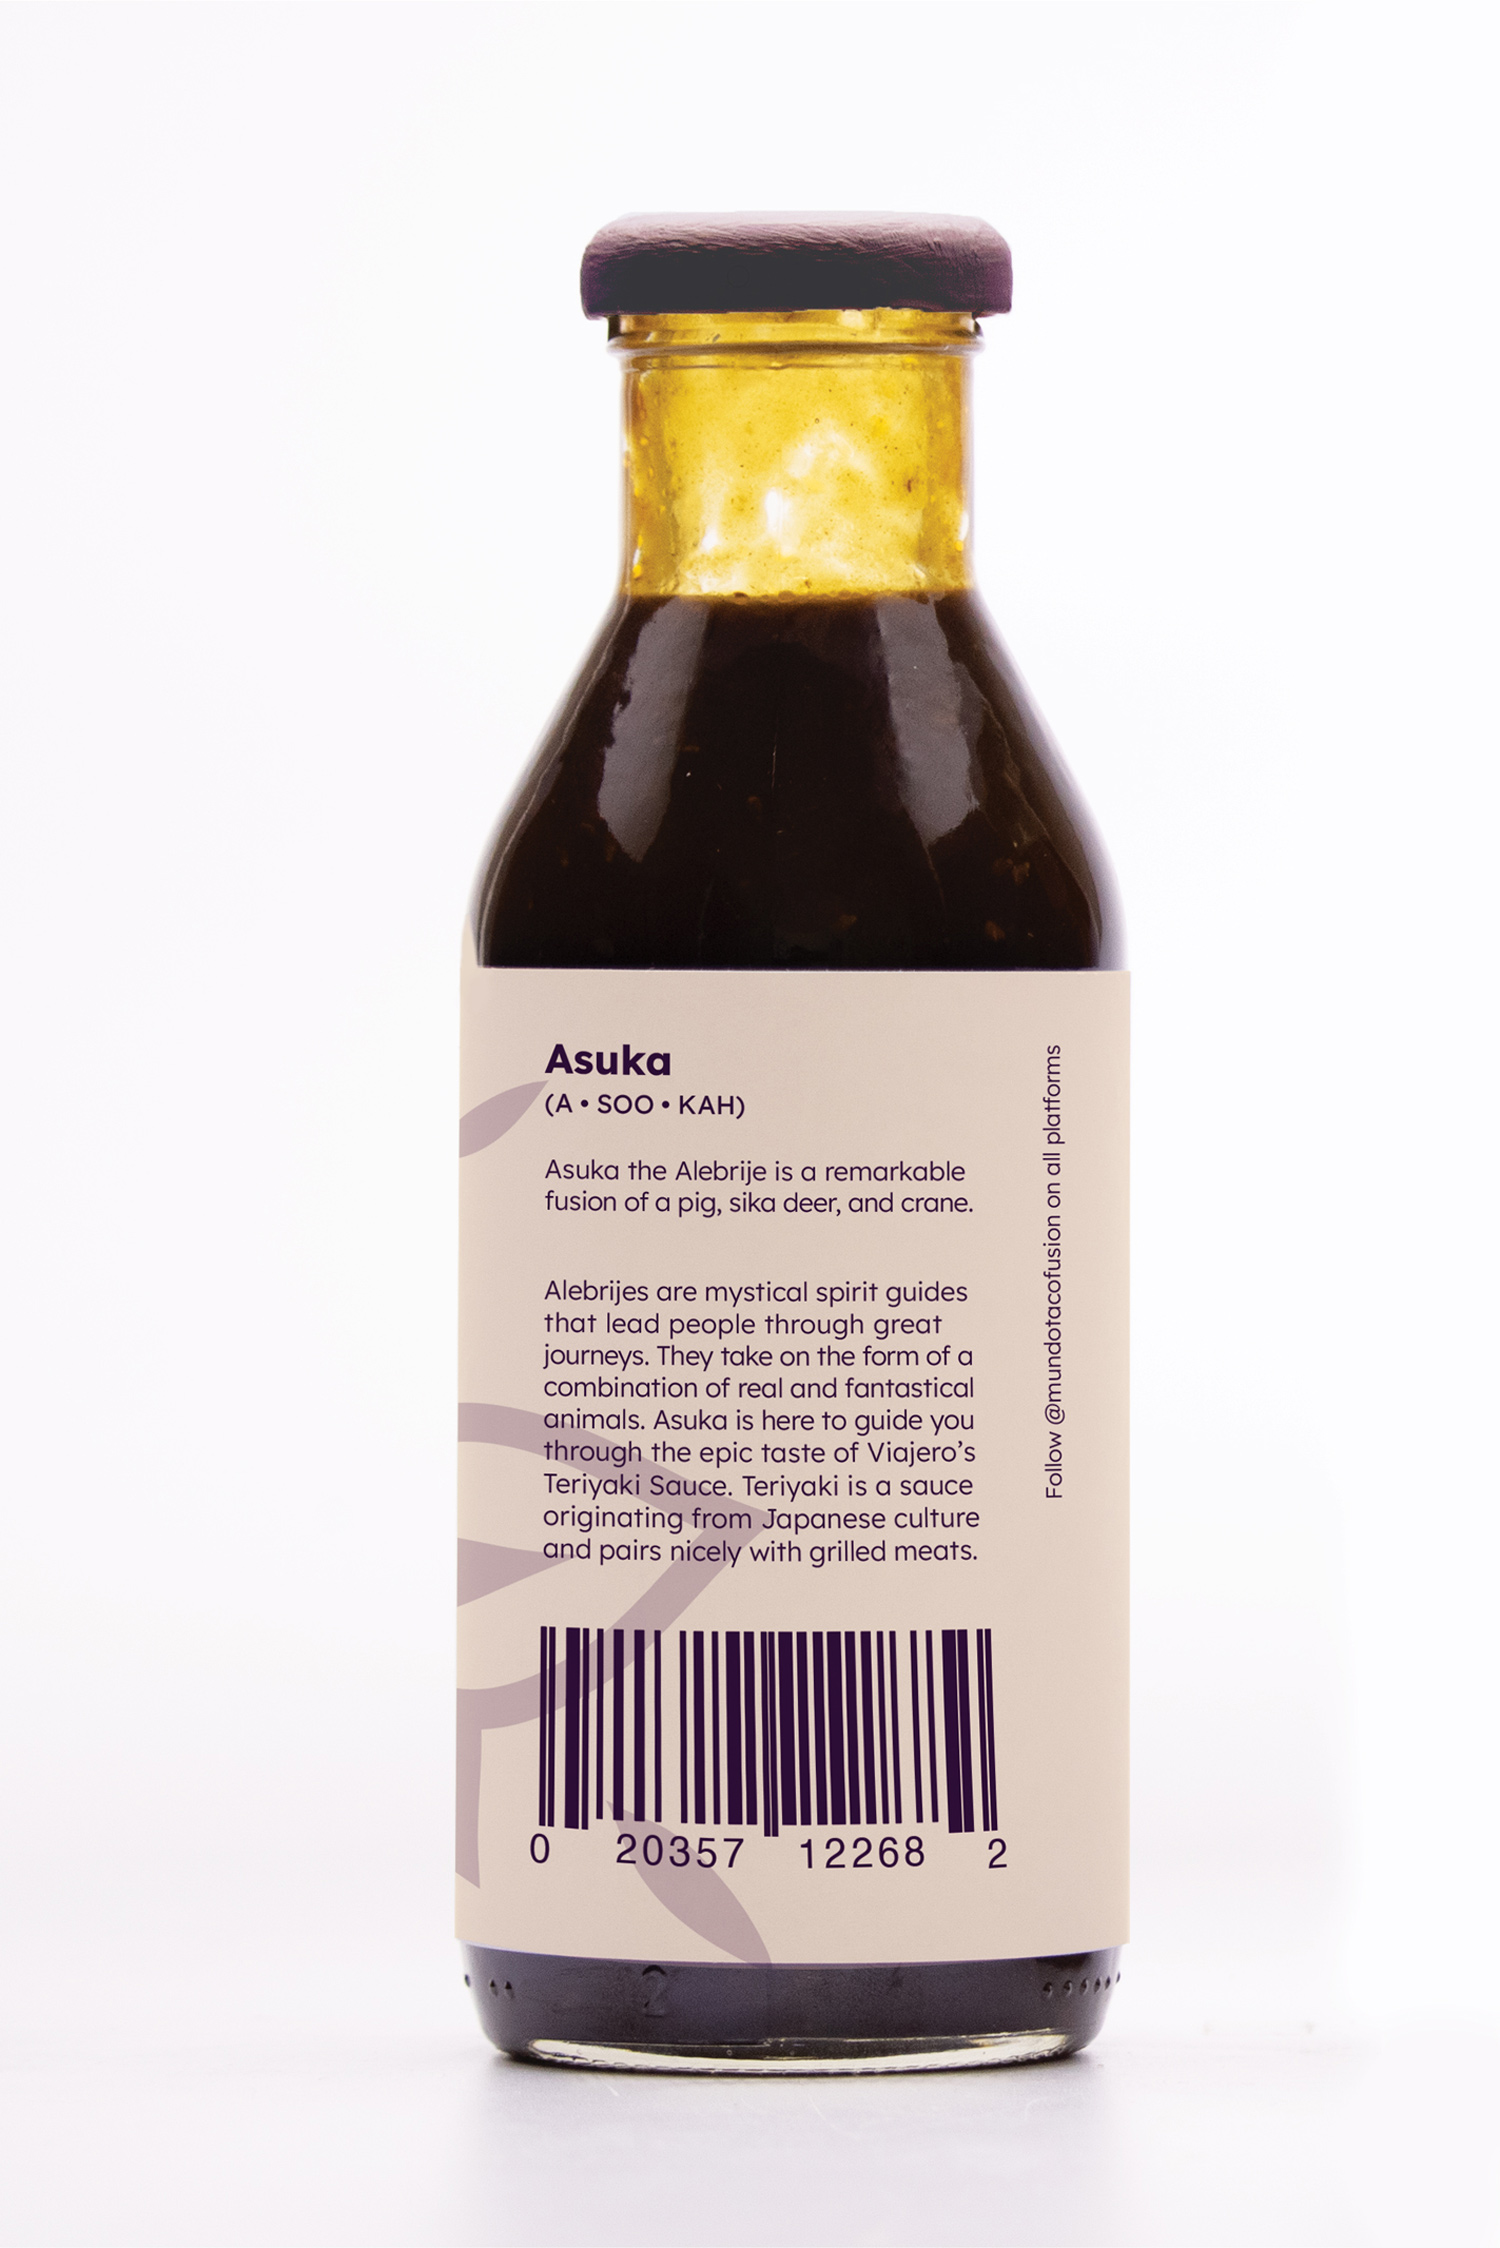 Asuka
(A • SOO • KAH)
Asuka the Alebrije is a remarkable
fusion of a pig, sika deer, and crane.
Alebrijes are mystical spirit guides
that lead people through great
journeys. They take on the form of a
combination of real and fantastical
animals. Asuka is here to guide you
through the epic taste of Viajero’s
Teriyaki Sauce. Teriyaki is a sauce
originating from Japanese culture
and pairs nicely with grilled meats.
Follow @mundotacofusion on all platforms
0 20357 12268 2
2